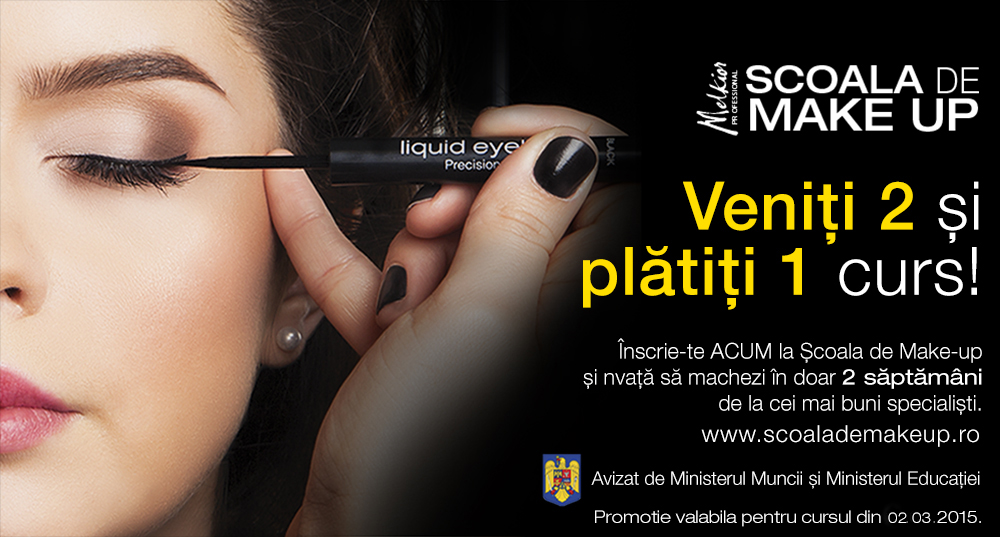 liquid eye
Precision
BLACK
Melkior
PROFESSIONAL
SCOALA DE
MAKE UP
Veniți 2 și
plătiți 1 curs!
Înscrie-te ACUM la Școala de Make-up
și nvață să machezi în doar 2 săptămâni
de la cei mai buni specialiști.
www.scoalademakeup.ro
Avizat de Ministerul Muncii și Ministerul Educației
Promotie valabila pentru cursul din 02.03.2015.